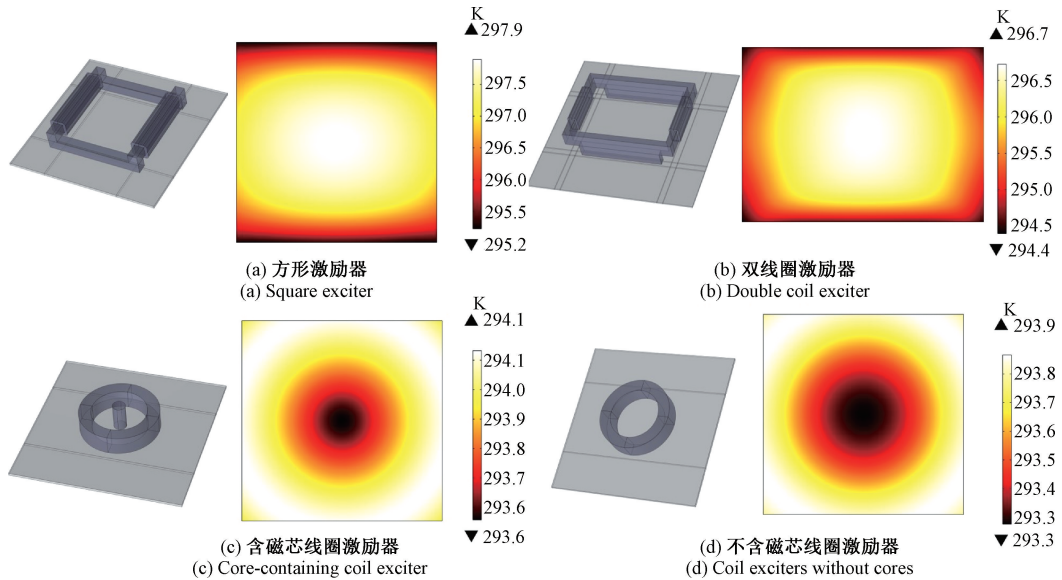 K
▲ 297.9
297.5
297.0
296.5
296.0
295.5
▼ 295.2
(a) 方形激励器
(a) Square exciter
K
▲ 296.7
296.5
296.0
295.5
295.0
294.5
▼ 294.4
(b) 双线圈激励器
(b) Double coil exciter
K
▲ 294.1
294.1
294.0
293.9
293.8
293.7
293.6
▼ 293.6
(c) 含磁芯线圈激励器
(c) Core-containing coil exciter
K
▲ 293.9
293.8
293.7
293.6
293.5
293.4
293.3
▼ 293.3
(d) 不含磁芯线圈激励器
(d) Coil exciters without cores